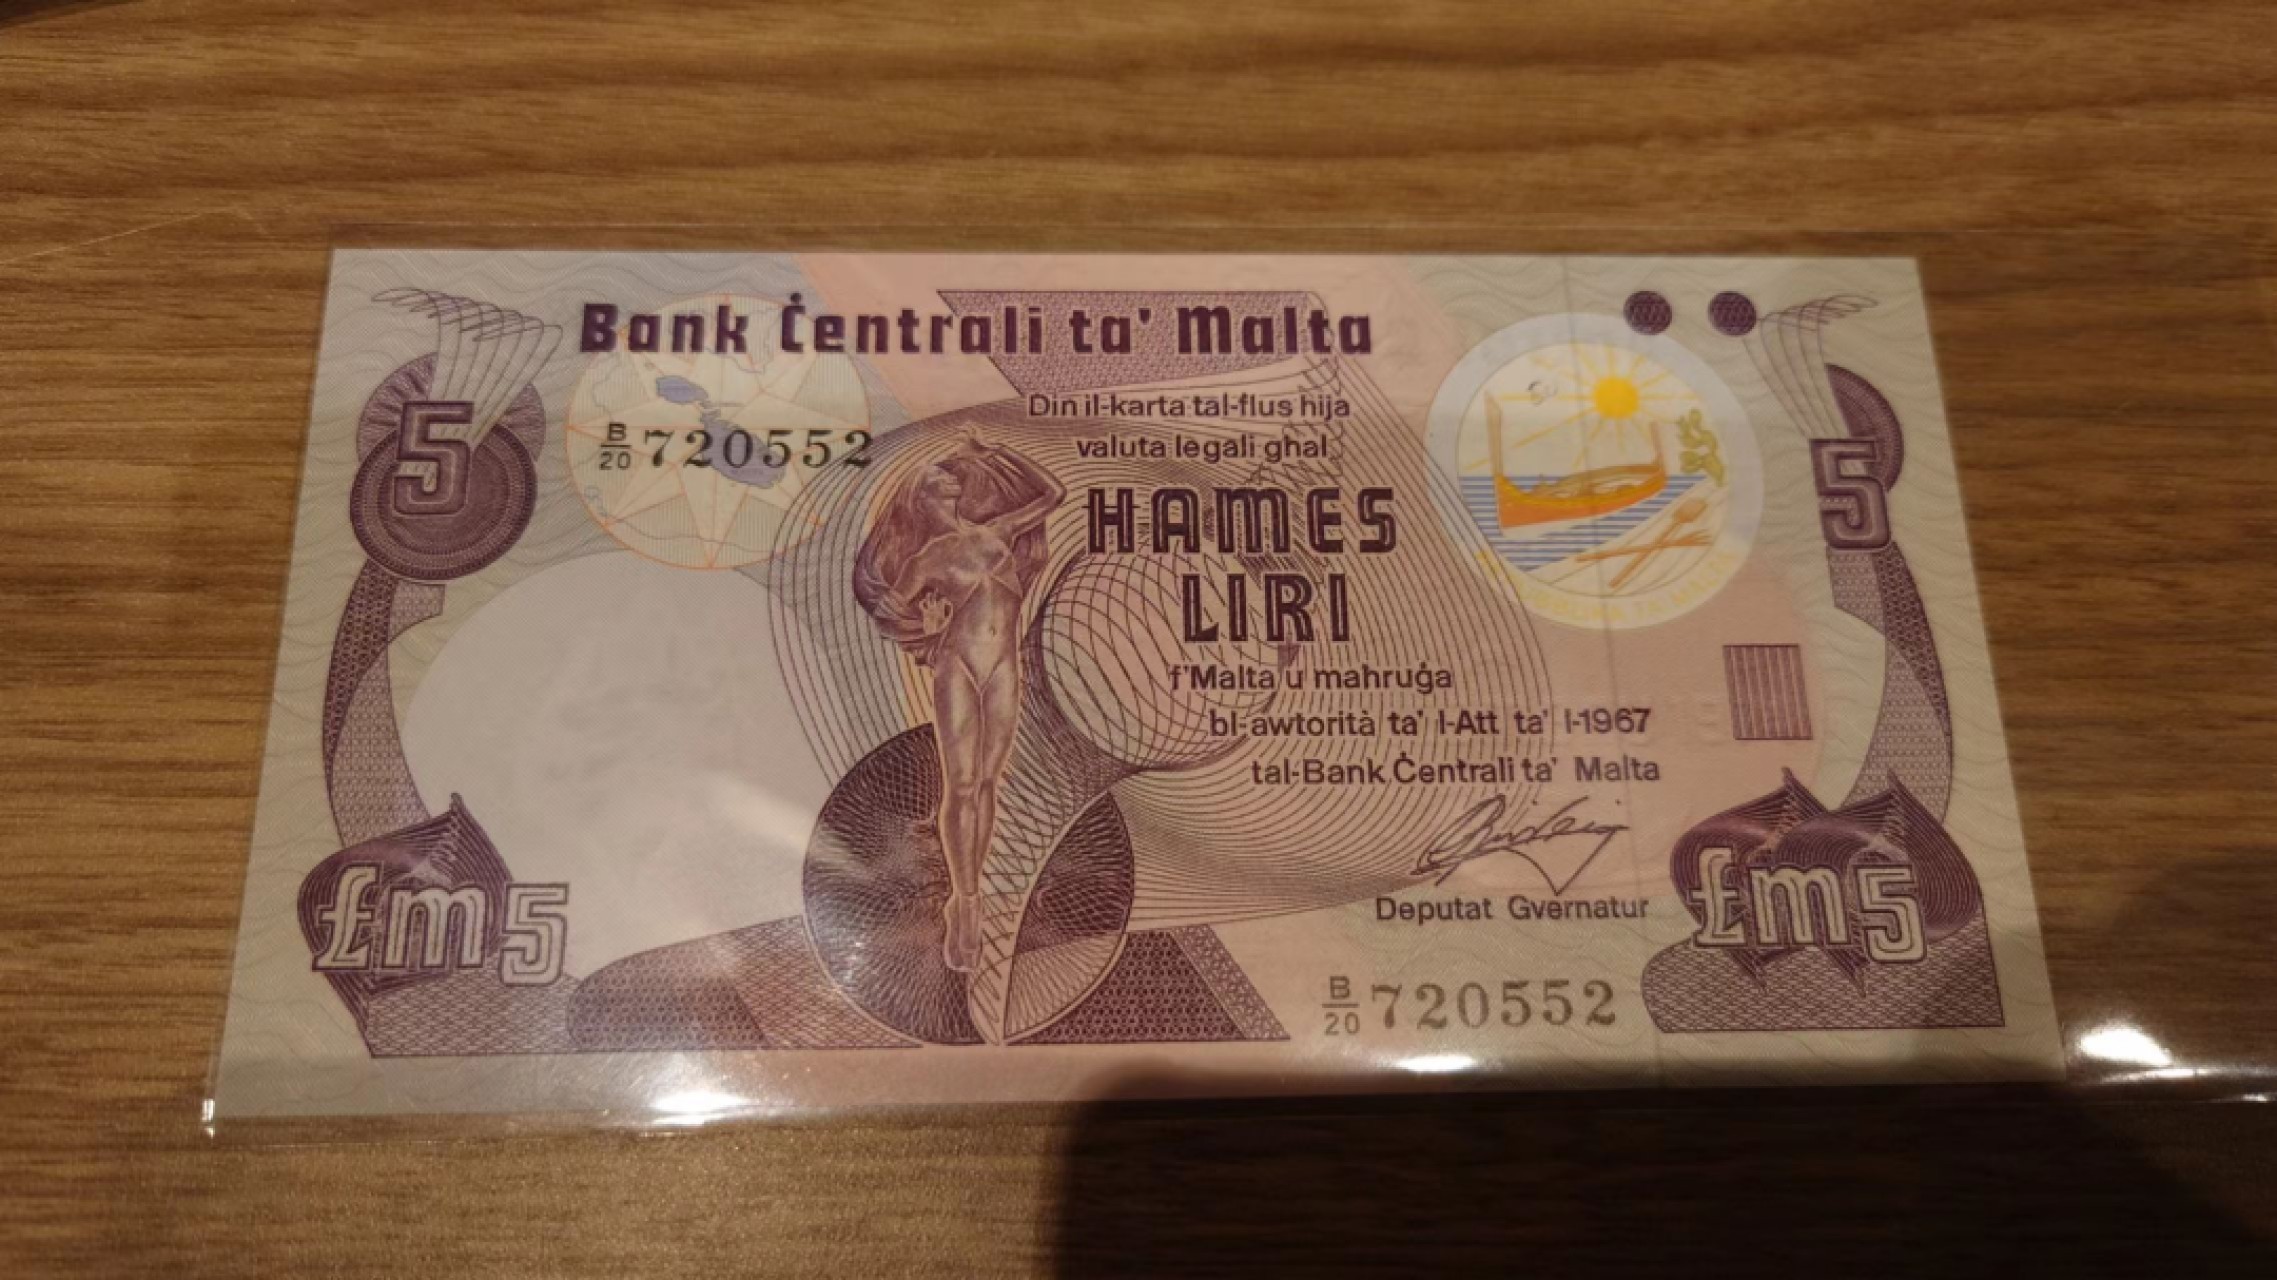 Bank Ċentrali ta' Malta
5
5
B/20 720552
Din il-karta tal-flus hija
valuta legali għal
ĦAMES
LIRI
f'Malta u maħruġa
bl-awtorità ta' l-Att ta' l-1967
tal-Bank Ċentrali ta' Malta
Deputat Gvernatur
£m5
£m5
B/20 720552